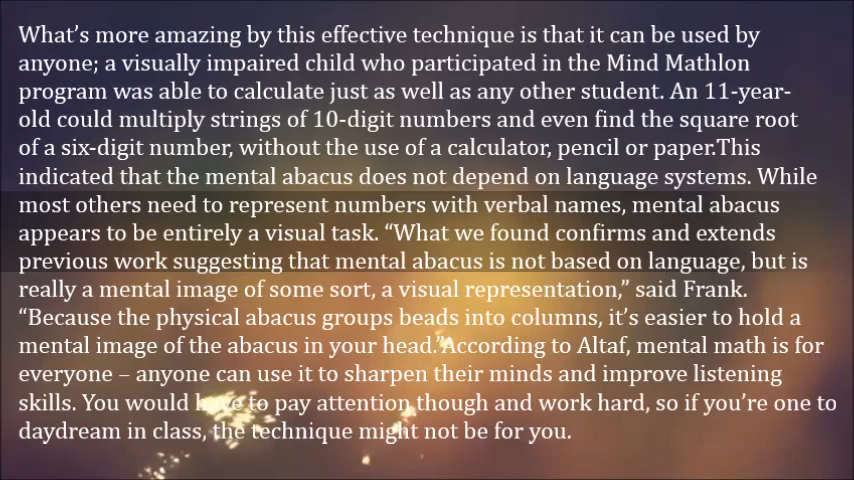 What’s more amazing by this effective technique is that it can be used by
anyone; a visually impaired child who participated in the Mind Mathlon
program was able to calculate just as well as any other student. An 11-year-
old could multiply strings of 10-digit numbers and even find the square root
of a six-digit number, without the use of a calculator, pencil or paper.This
indicated that the mental abacus does not depend on language systems. While
most others need to represent numbers with verbal names, mental abacus
appears to be entirely a visual task. “What we found confirms and extends
previous work suggesting that mental abacus is not based on language, but is
really a mental image of some sort, a visual representation,” said Frank.
“Because the physical abacus groups beads into columns, it’s easier to hold a
mental image of the abacus in your head.”According to Altaf, mental math is for
everyone – anyone can use it to sharpen their minds and improve listening
skills. You would have to pay attention though and work hard, so if you’re one to
daydream in class, the technique might not be for you.